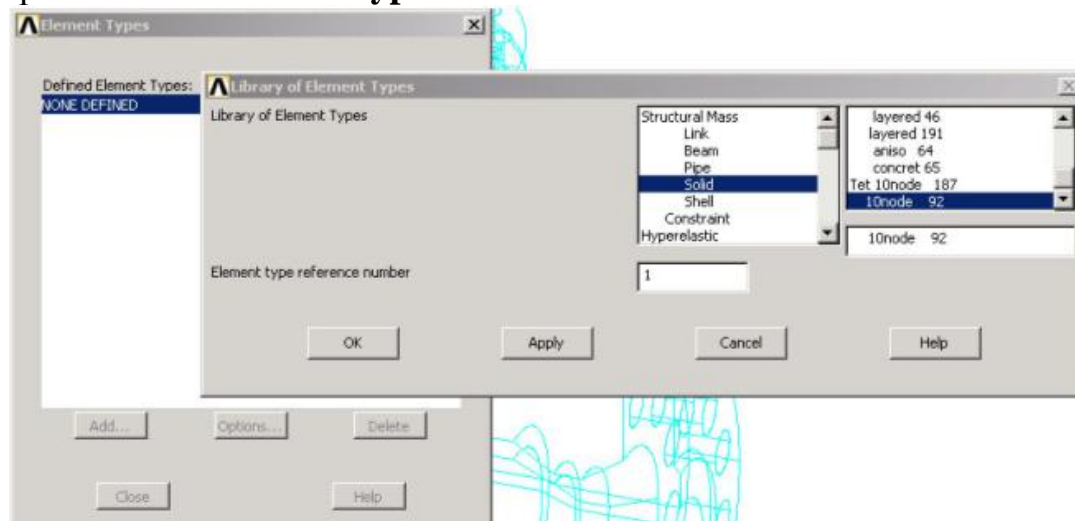 Element Types
Defined Element Types:
NONE DEFINED
Library of Element Types
Library of Element Types
Structural Mass
Link
Beam
Pipe
Solid
Shell
Constraint
Hyperelastic
layered 46
layered 191
aniso 64
concret 65
Tet 10node 187
10node 92
10node 92
Element type reference number
1
OK
Apply
Cancel
Help
Add...
Options...
Delete
Close
Help